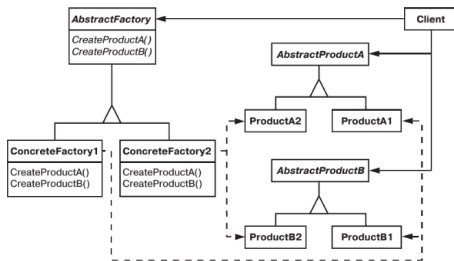 AbstractFactory
CreateProductA()
CreateProductB()
Client
AbstractProductA
ProductA2
ProductA1
ConcreteFactory1
CreateProductA()
CreateProductB()
ConcreteFactory2
CreateProductA()
CreateProductB()
AbstractProductB
ProductB2
ProductB1